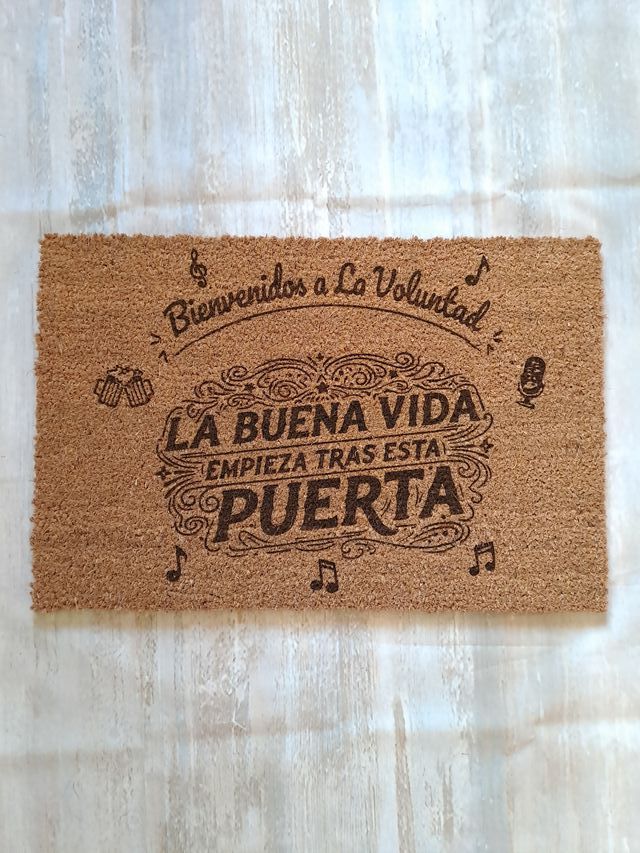 Bienvenidos a La Voluntad
LA BUENA VIDA
EMPIEZA TRAS ESTA
PUERTA